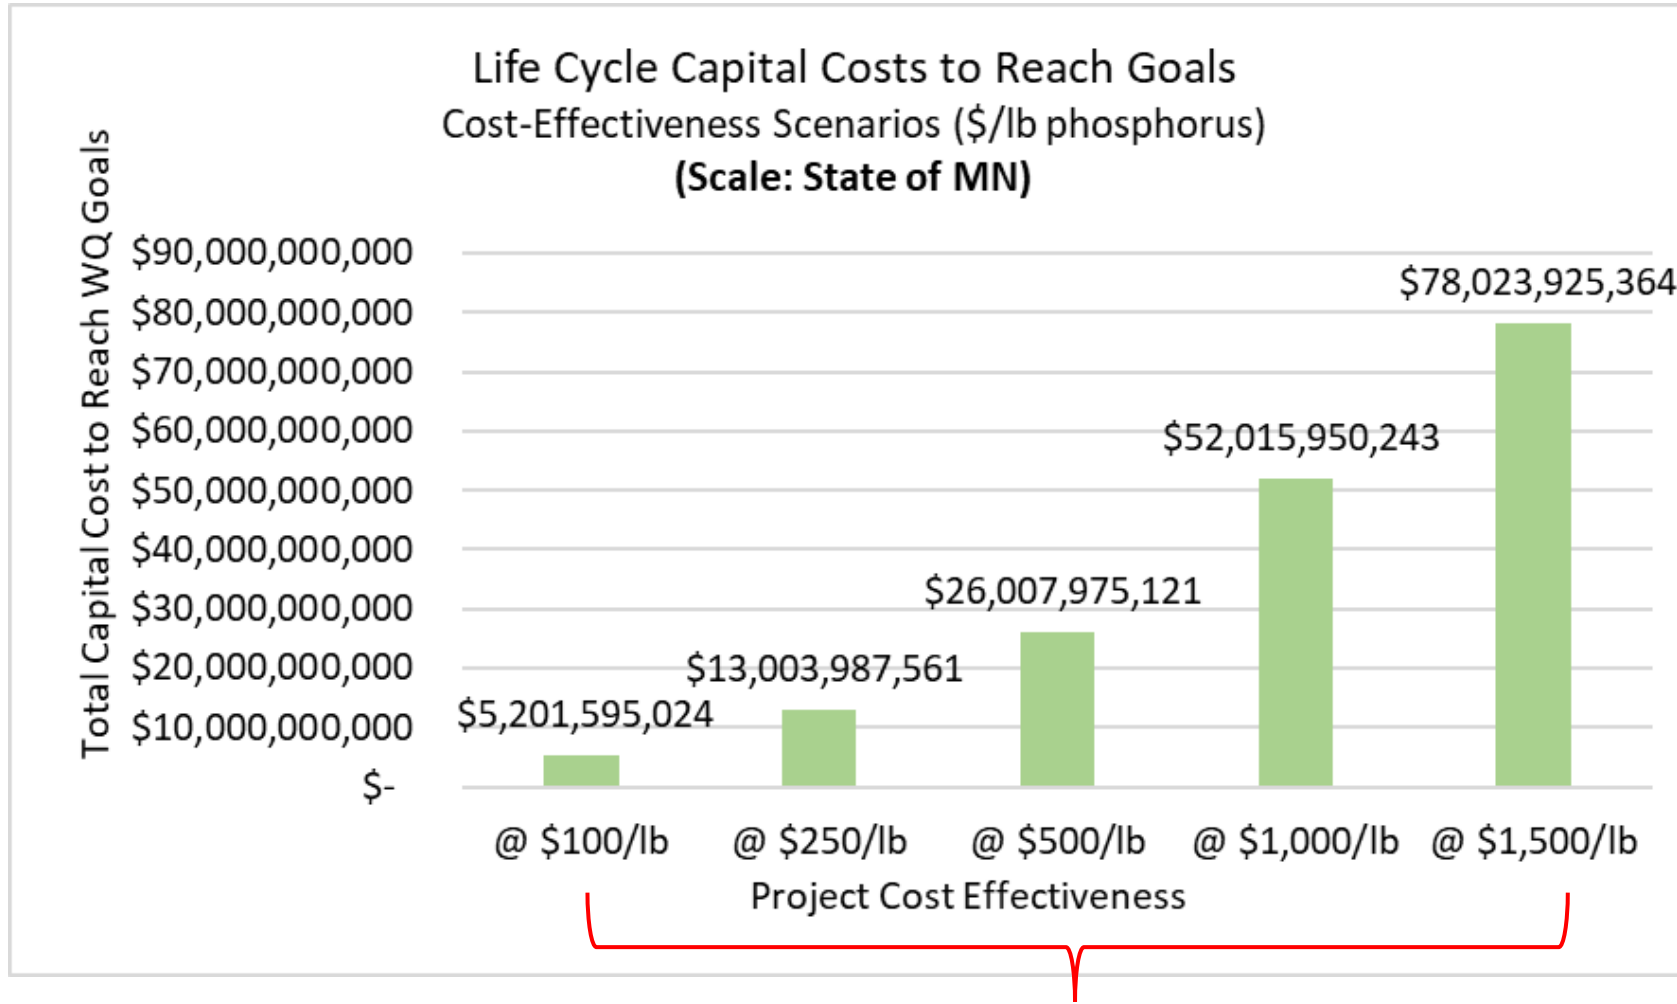 Life Cycle Capital Costs to Reach Goals
Cost-Effectiveness Scenarios ($/lb phosphorus)
(Scale: State of MN)
Total Capital Cost to Reach WQ Goals
$90,000,000,000
$80,000,000,000
$70,000,000,000
$60,000,000,000
$50,000,000,000
$40,000,000,000
$30,000,000,000
$20,000,000,000
$10,000,000,000
$-
$5,201,595,024
$13,003,987,561
$26,007,975,121
$52,015,950,243
$78,023,925,364
@ $100/lb
@ $250/lb
@ $500/lb
@ $1,000/lb
@ $1,500/lb
Project Cost Effectiveness